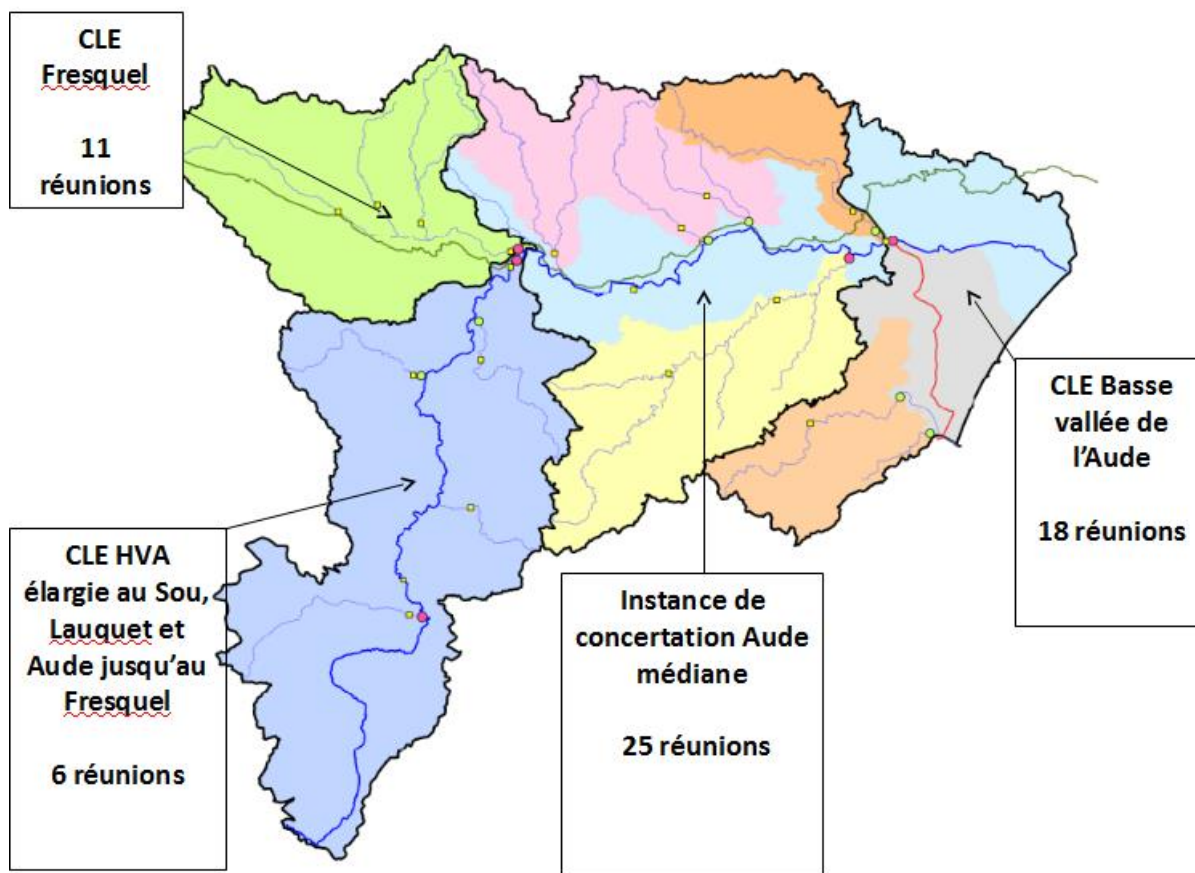 CLE
Fresquel
11
réunions
CLE HVA
élargie au Sou,
Lauquet et
Aude jusqu'au
Fresquel
6 réunions
Instance de
concertation Aude
médiane
25 réunions
CLE Basse
vallée de
l'Aude
18 réunions